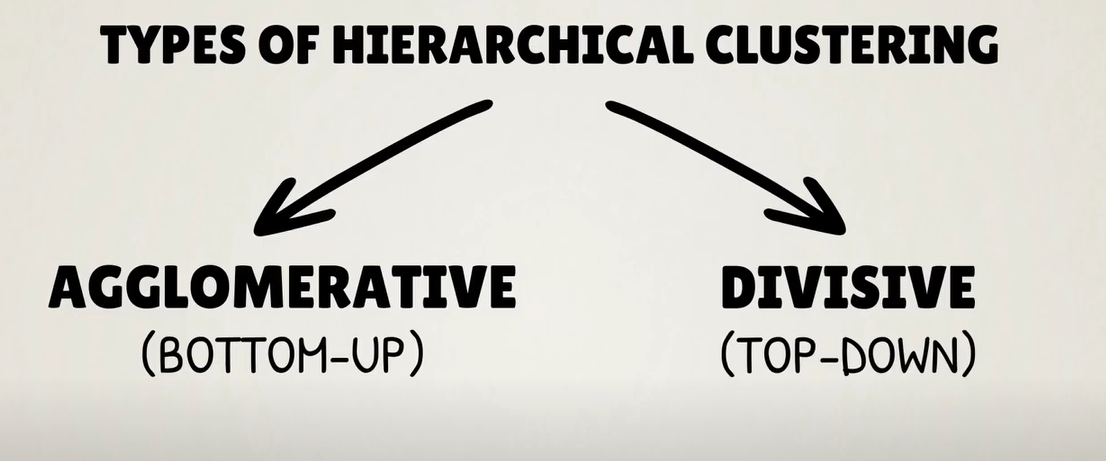 TYPES OF HIERARCHICAL CLUSTERING
AGGLOMERATIVE
DIVISIVE
(BOTTOM-UP)
(TOP-DOWN)